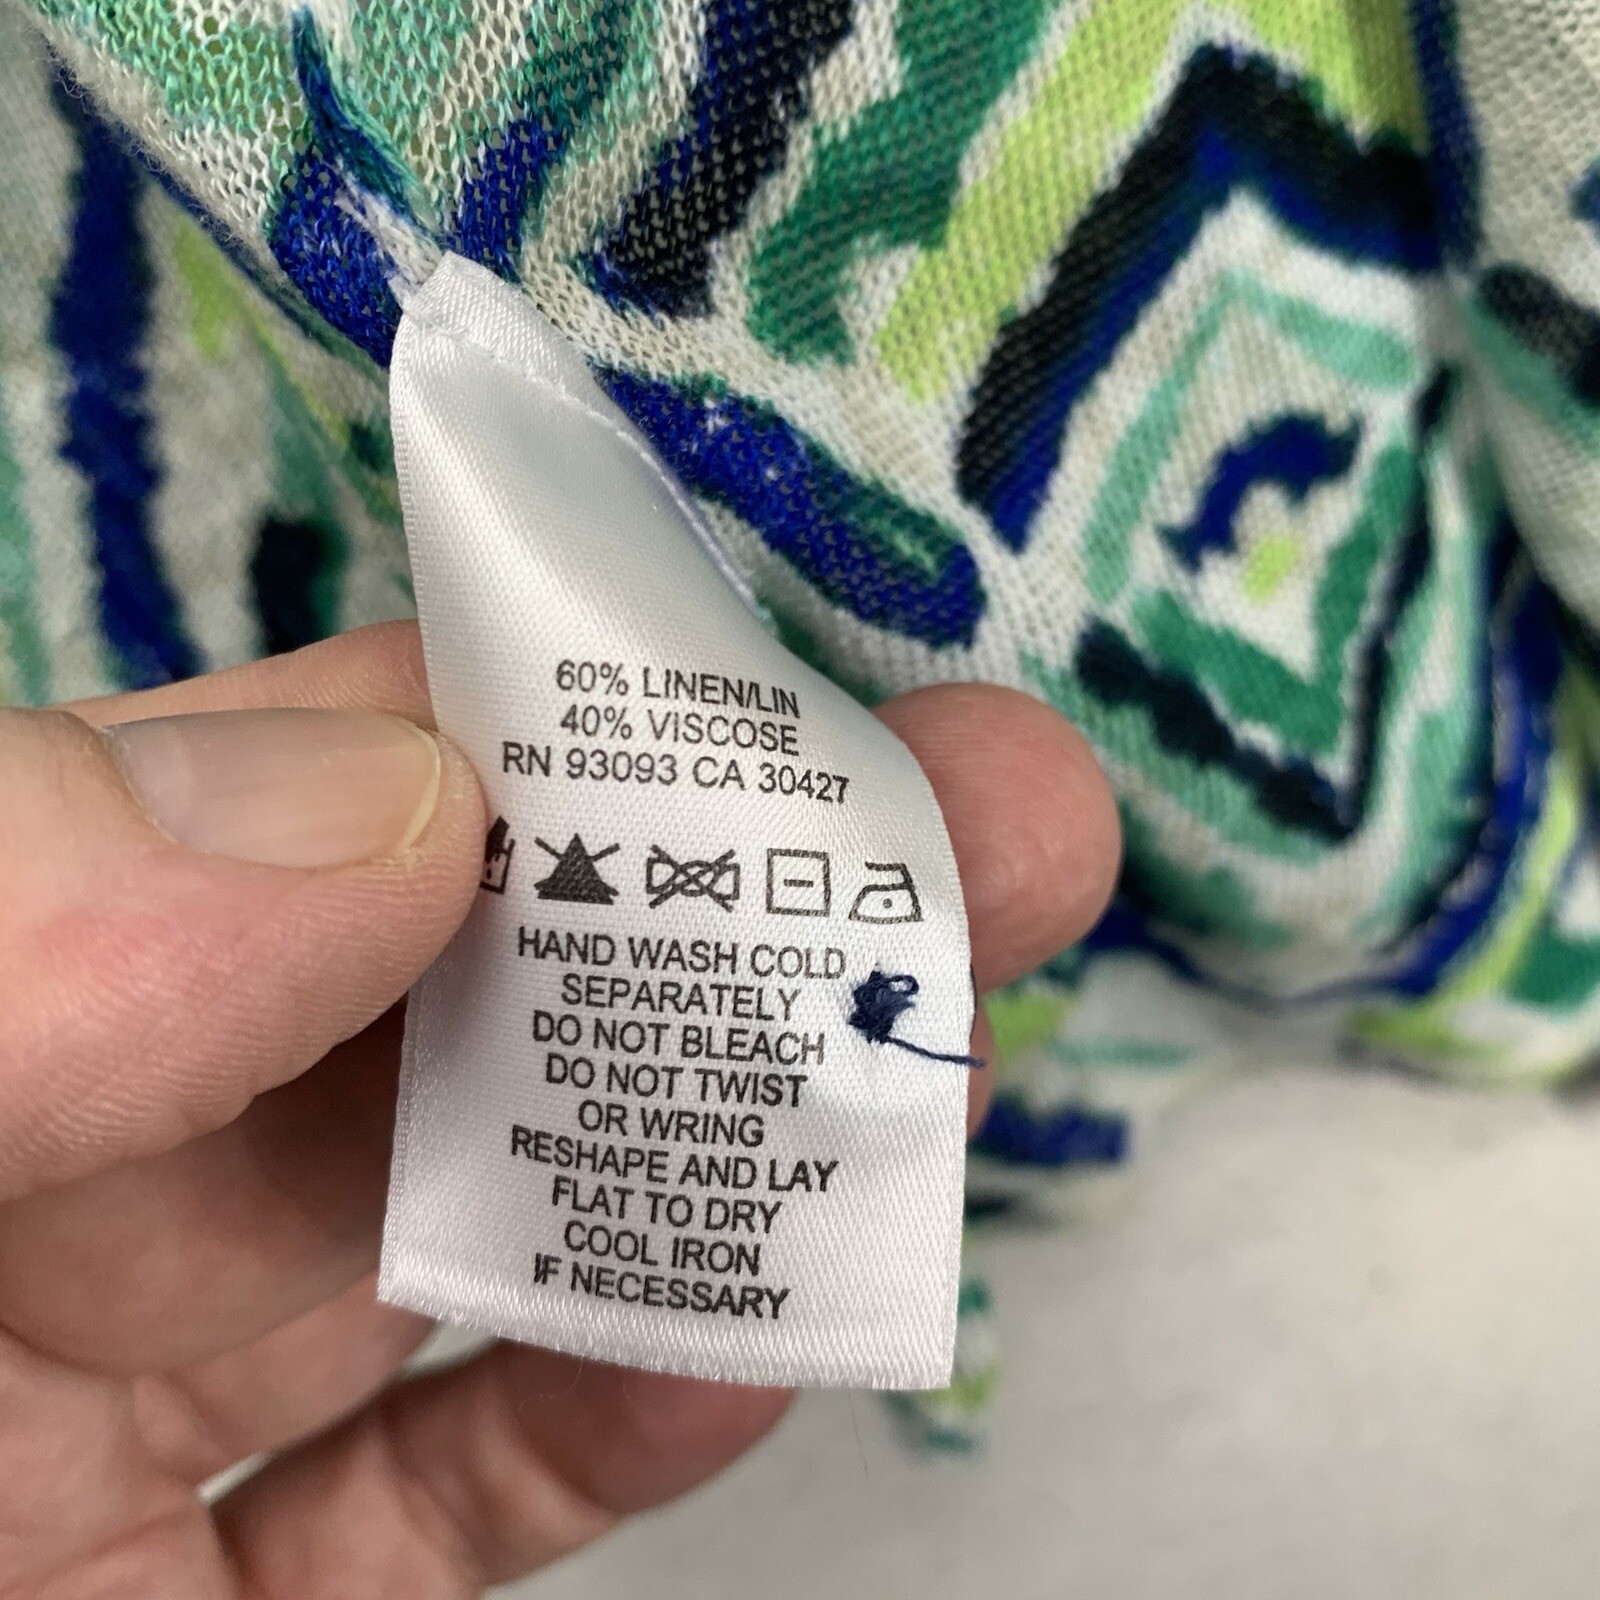 60% LINEN/LIN
40% VISCOSE
RN 93093 CA 30427
HAND WASH COLD
SEPARATELY
DO NOT BLEACH
DO NOT TWIST
OR WRING
RESHAPE AND LAY
FLAT TO DRY
COOL IRON
IF NECESSARY